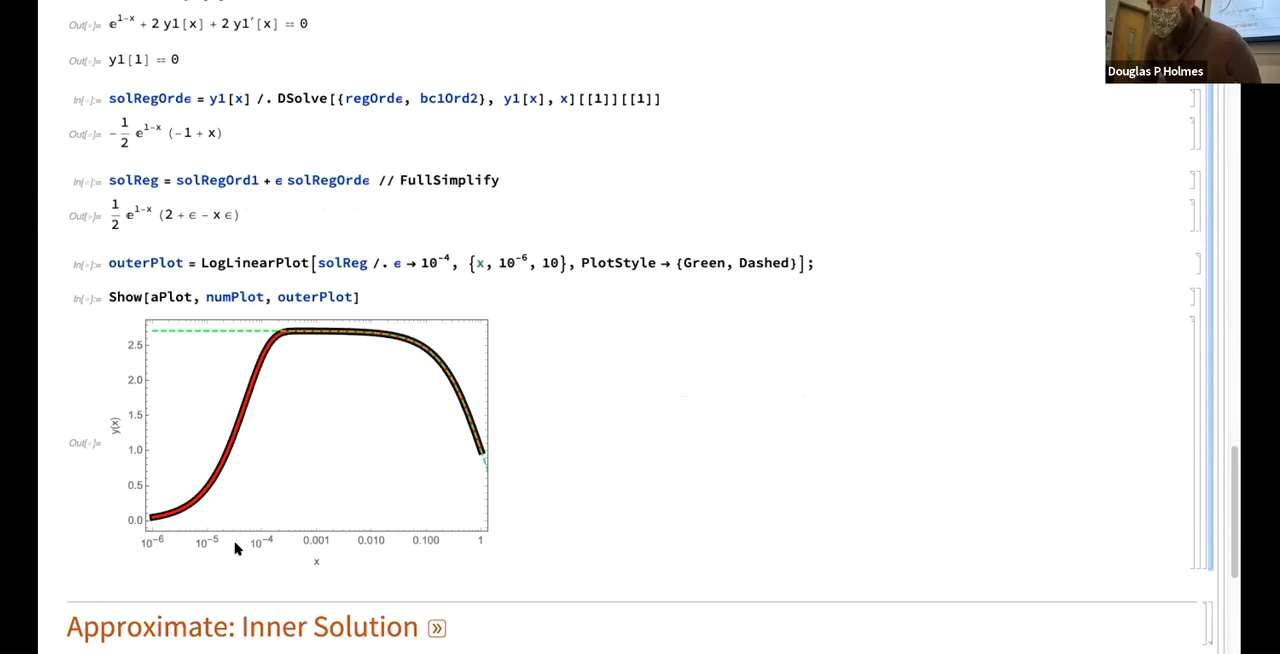 Out[•]= ⅇ^(1-x) + 2 y1[x] + 2 y1′[x] == 0
Out[•]= y1[1] == 0
In[•]:= solRegOrdϵ = y1[x] /. DSolve[{regOrdϵ, bc1Ord2}, y1[x], x][[1]][[1]]
Out[•]= -1/2 ⅇ^(1-x) (-1 + x)
In[•]:= solReg = solRegOrd1 + ϵ solRegOrdϵ // FullSimplify
Out[•]= 1/2 ⅇ^(1-x) (2 + ϵ - x ϵ)
In[•]:= outerPlot = LogLinearPlot[solReg /. ϵ → 10^-4, {x, 10^-6, 10}, PlotStyle → {Green, Dashed}];
In[•]:= Show[aPlot, numPlot, outerPlot]
Out[•]=
y(x)
2.5
2.0
1.5
1.0
0.5
0.0
10^-6 10^-5 10^-4 0.001 0.010 0.100 1
x
Approximate: Inner Solution »
Douglas P Holmes